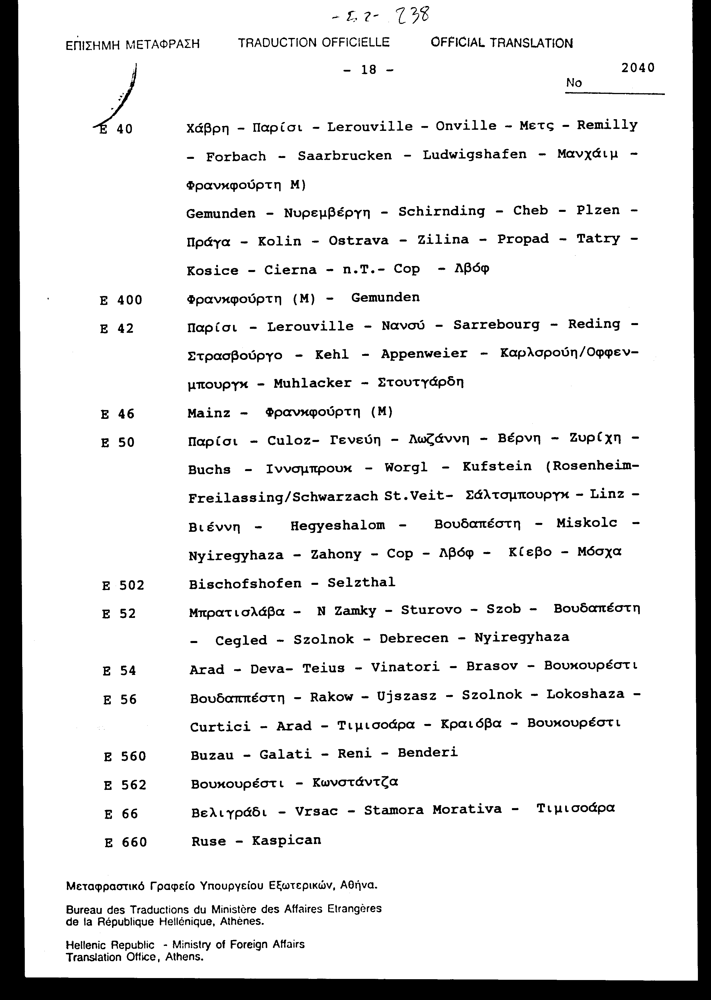 238
ΕΠΙΣΗΜΗ ΜΕΤΑΦΡΑΣΗ TRADUCTION OFFICIELLE OFFICIAL TRANSLATION
- 18 - 2040
No
E 40 Χάβρη - Παρίσι - Lerouville - Onville - Μετς - Remilly
- Forbach - Saarbrucken - Ludwigshafen - Μανχάιμ -
Φρανκφούρτη Μ)
Gemunden - Νυρεμβέργη - Schirnding - Cheb - Plzen -
Πράγα - Kolin - Ostrava - Zilina - Propad - Tatry -
Kosice - Cierna - n.T.- Cop - Λβόφ
E 400 Φρανκφούρτη (Μ) - Gemunden
E 42 Παρίσι - Lerouville - Νανσύ - Sarrebourg - Reding -
Στρασβούργο - Kehl - Appenweier - Καρλσρούη/Οφφεν-
μπουργκ - Muhlacker - Στουτγάρδη
E 46 Mainz - Φρανκφούρτη (Μ)
E 50 Παρίσι - Culoz- Γενεύη - Λωζάννη - Βέρνη - Ζυρίχη -
Buchs - Ιννσμπρουκ - Worgl - Kufstein (Rosenheim-
Freilassing/Schwarzach St.Veit- Σάλτσμπουργκ - Linz -
Βιέννη - Hegyeshalom - Βουδαπέστη - Miskolc -
Nyiregyhaza - Zahony - Cop - Λβόφ - Κίεβο - Μόσχα
E 502 Bischofshofen - Selzthal
E 52 Μπρατισλάβα - N Zamky - Sturovo - Szob - Βουδαπέστη
- Cegled - Szolnok - Debrecen - Nyiregyhaza
E 54 Arad - Deva- Teius - Vinatori - Brasov - Βουκουρέστι
E 56 Βουδαππέστη - Rakow - Ujszasz - Szolnok - Lokoshaza -
Curtici - Arad - Τιμισοάρα - Κραιόβα - Βουκουρέστι
E 560 Buzau - Galati - Reni - Benderi
E 562 Βουκουρέστι - Κωνστάντζα
E 66 Βελιγράδι - Vrsac - Stamora Morativa - Τιμισοάρα
E 660 Ruse - Kaspican
Μεταφραστικό Γραφείο Υπουργείου Εξωτερικών, Αθήνα.
Bureau des Traductions du Ministère des Affaires Etrangères
de la République Hellénique, Athènes.
Hellenic Republic - Ministry of Foreign Affairs
Translation Office, Athens.